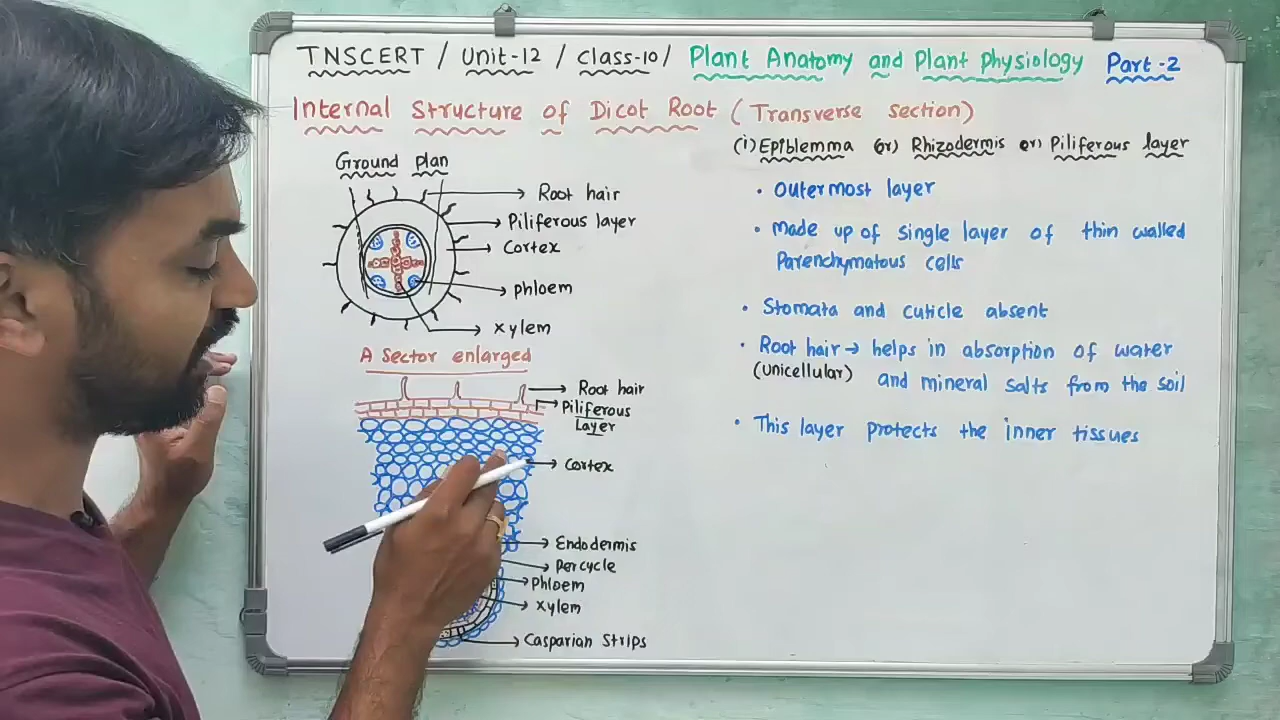 TNSCERT / Unit-12 / Class-10/ Plant Anatomy and Plant Physiology Part-2
Internal Structure of Dicot Root (Transverse section)
Ground plan
Root hair
Piliferous layer
Cortex
Phloem
Xylem
A Sector enlarged
Root hair
Piliferous
Layer
Cortex
Endodermis
Percycle
Phloem
Xylem
Casparian Strips
(i) Epiblemma (or) Rhizodermis (or) Piliferous layer
• Outermost layer
• Made up of single layer of thin walled
Parenchymatous cells
• Stomata and cuticle absent
• Root hair → helps in absorption of water
(unicellular) and mineral salts from the soil
• This layer protects the inner tissues